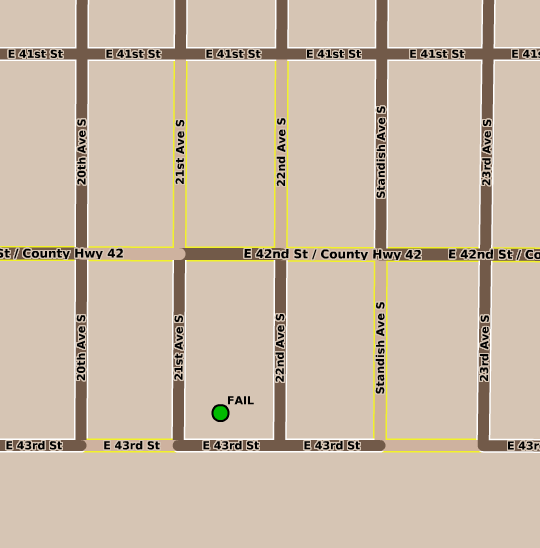 E 41st St
E 41st St
E 41st St
E 41st St
E 41st St
E 41s
20th Ave S
21st Ave S
22nd Ave S
Standish Ave S
23rd Ave S
St / County Hwy 42
E 42nd St / County Hwy 42
E 42nd St / Co
20th Ave S
21st Ave S
22nd Ave S
Standish Ave S
23rd Ave S
FAIL
E 43rd St
E 43rd St
E 43rd St
E 43rd St
E 43r